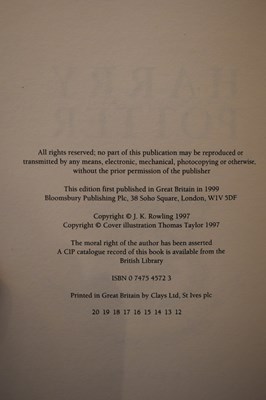 All rights reserved; no part of this publication may be reproduced or
transmitted by any means, electronic, mechanical, photocopying or otherwise,
without the prior permission of the publisher
This edition first published in Great Britain in 1999
Bloomsbury Publishing Plc, 38 Soho Square, London, W1V 5DF
Copyright © J. K. Rowling 1997
Copyright © Cover illustration Thomas Taylor 1997
The moral right of the author has been asserted
A CIP catalogue record of this book is available from the
British Library
ISBN 0 7475 4572 3
Printed in Great Britain by Clays Ltd, St Ives plc
20 19 18 17 16 15 14 13 12